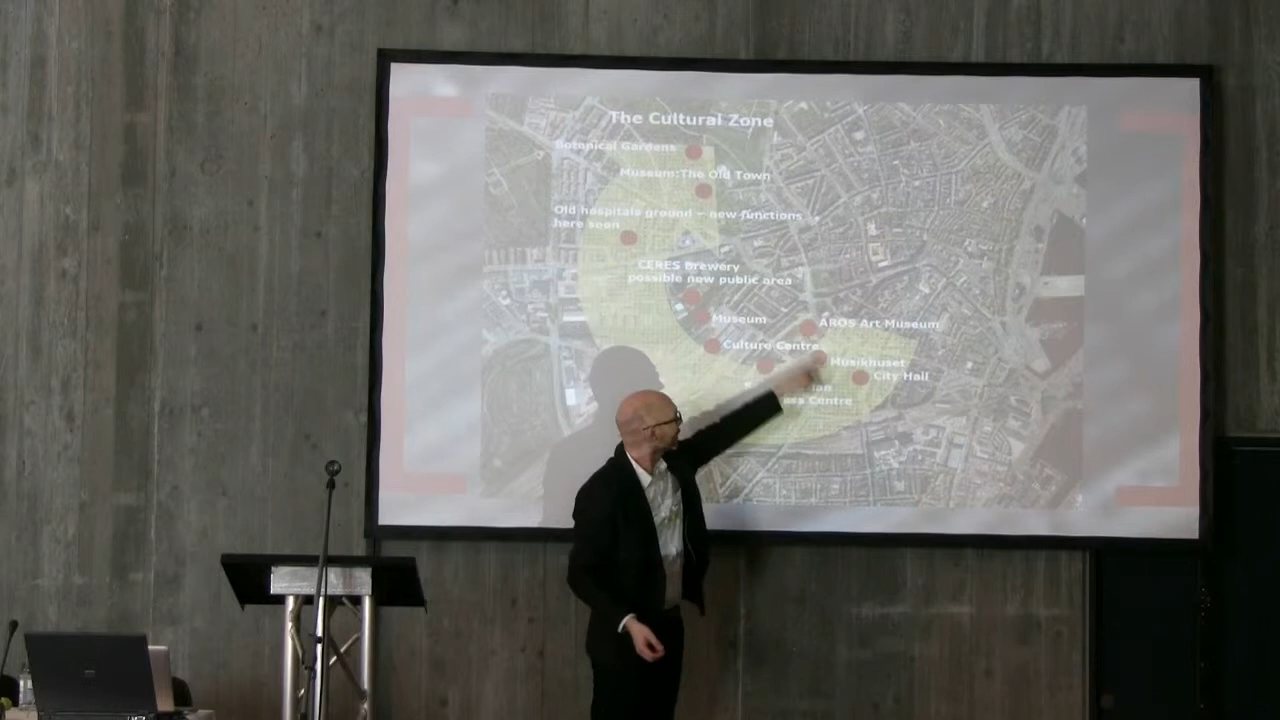 The Cultural Zone
Botanical Gardens
Museum:The Old Town
Old hospitals ground - new functions
here soon
CERES Brewery
possible new public area
Museum
AROS Art Museum
Culture Centre
Musikhuset
City Hall
Centre